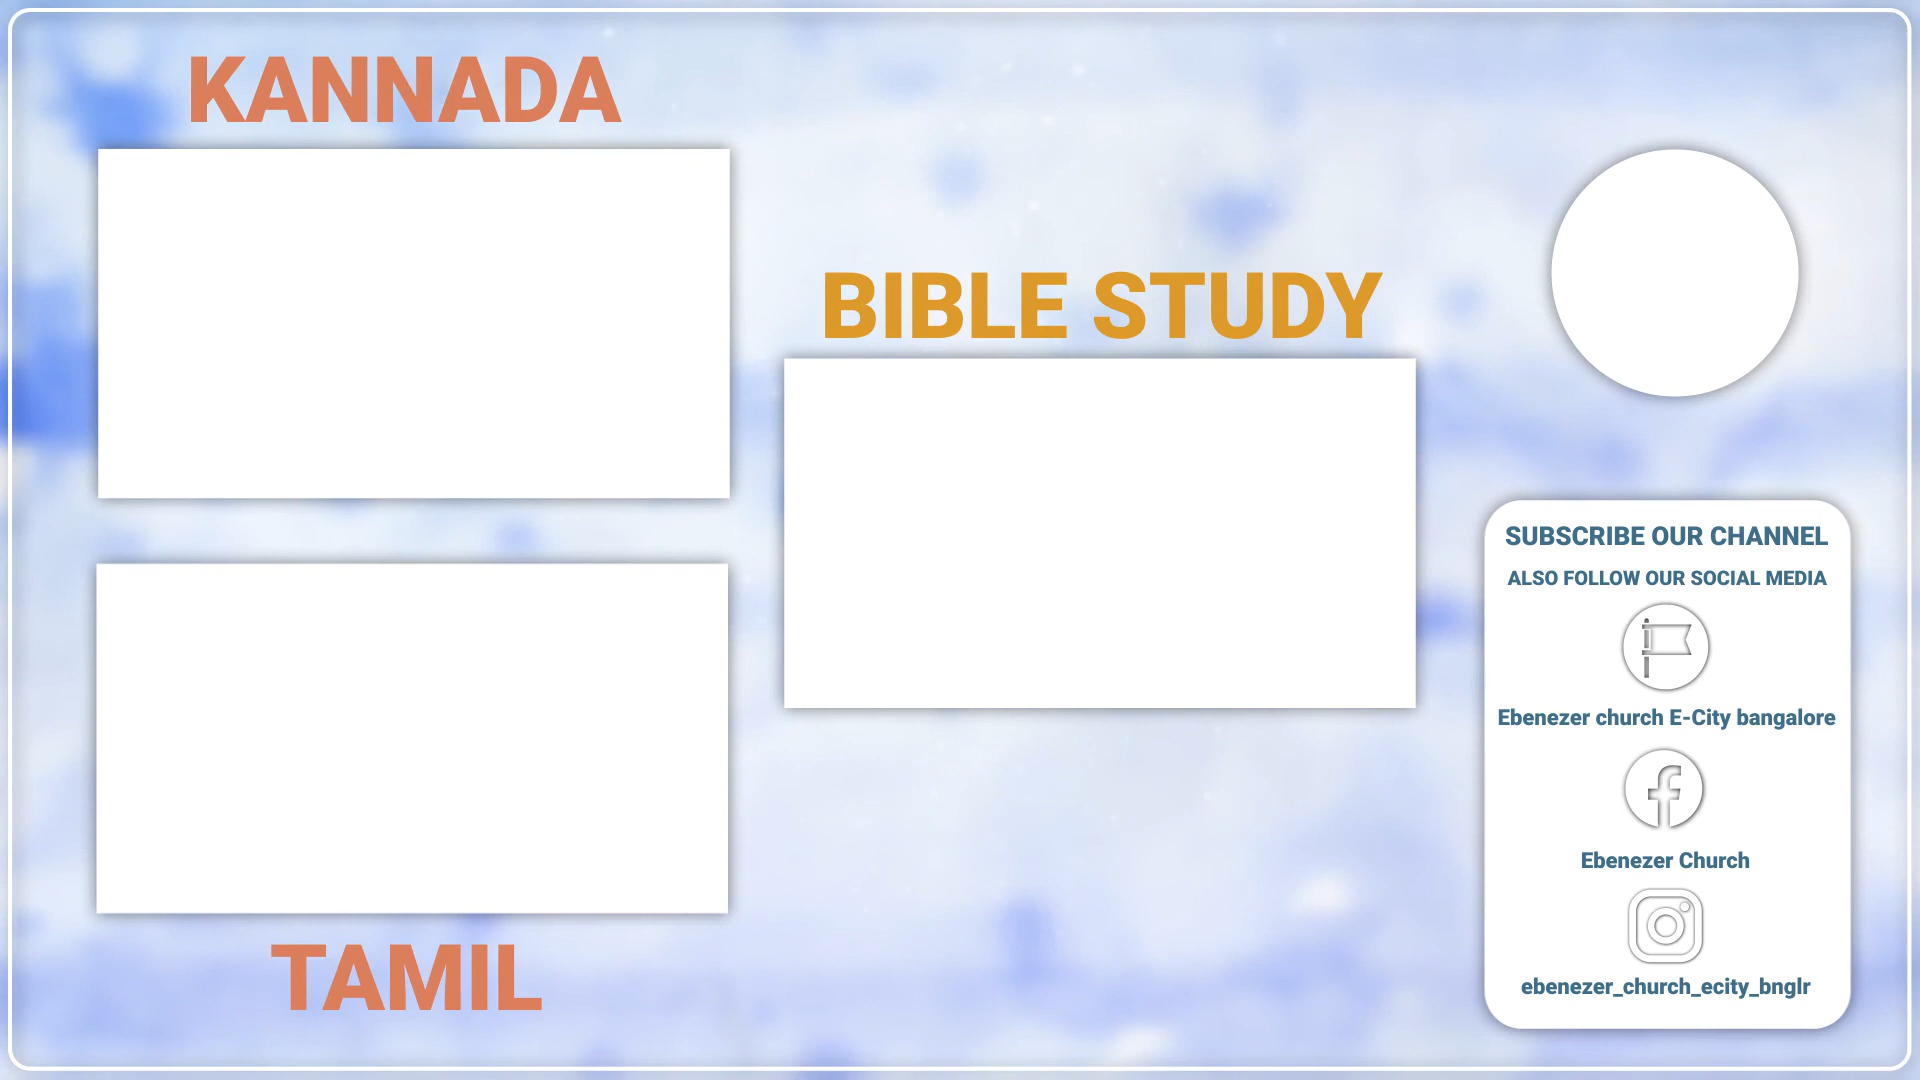 KANNADA
BIBLE STUDY
TAMIL
SUBSCRIBE OUR CHANNEL
ALSO FOLLOW OUR SOCIAL MEDIA
Ebenezer church E-City bangalore
Ebenezer Church
ebenezer_church_ecity_bnglr